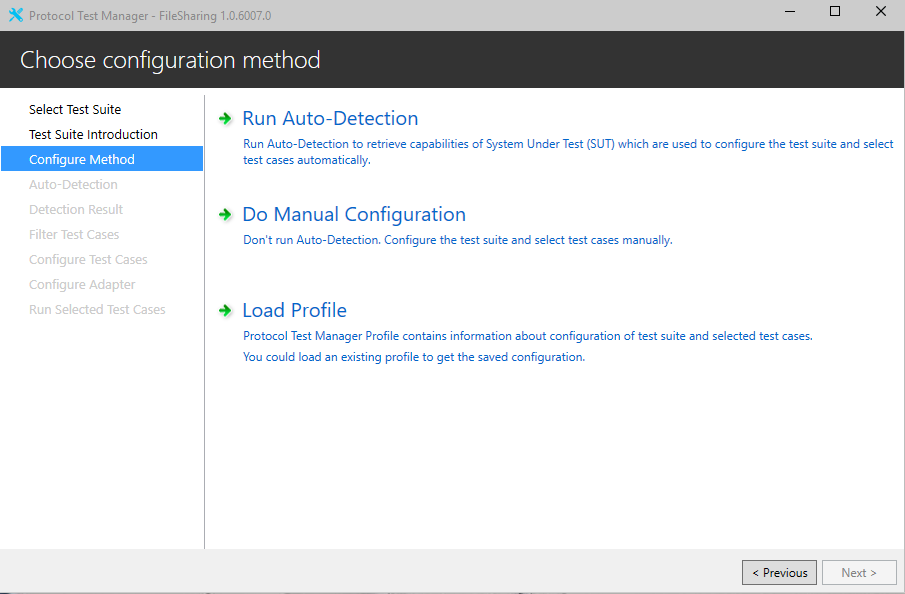 Protocol Test Manager - FileSharing 1.0.6007.0
Choose configuration method
Select Test Suite
Test Suite Introduction
Configure Method
Auto-Detection
Detection Result
Filter Test Cases
Configure Test Cases
Configure Adapter
Run Selected Test Cases
Run Auto-Detection
Run Auto-Detection to retrieve capabilities of System Under Test (SUT) which are used to configure the test suite and select
test cases automatically.
Do Manual Configuration
Don't run Auto-Detection. Configure the test suite and select test cases manually.
Load Profile
Protocol Test Manager Profile contains information about configuration of test suite and selected test cases.
You could load an existing profile to get the saved configuration.
< Previous
Next >